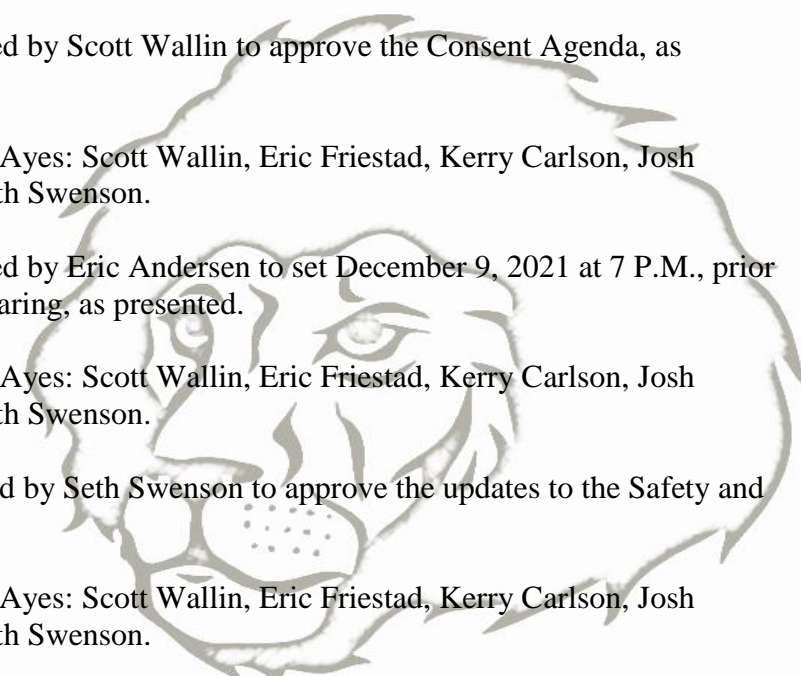 ed by Scott Wallin to approve the Consent Agenda, as
Ayes: Scott Wallin, Eric Friestad, Kerry Carlson, Josh
th Swenson.
ed by Eric Andersen to set December 9, 2021 at 7 P.M., prior
aring, as presented.
Ayes: Scott Wallin, Eric Friestad, Kerry Carlson, Josh
th Swenson.
d by Seth Swenson to approve the updates to the Safety and
Ayes: Scott Wallin, Eric Friestad, Kerry Carlson, Josh
th Swenson.